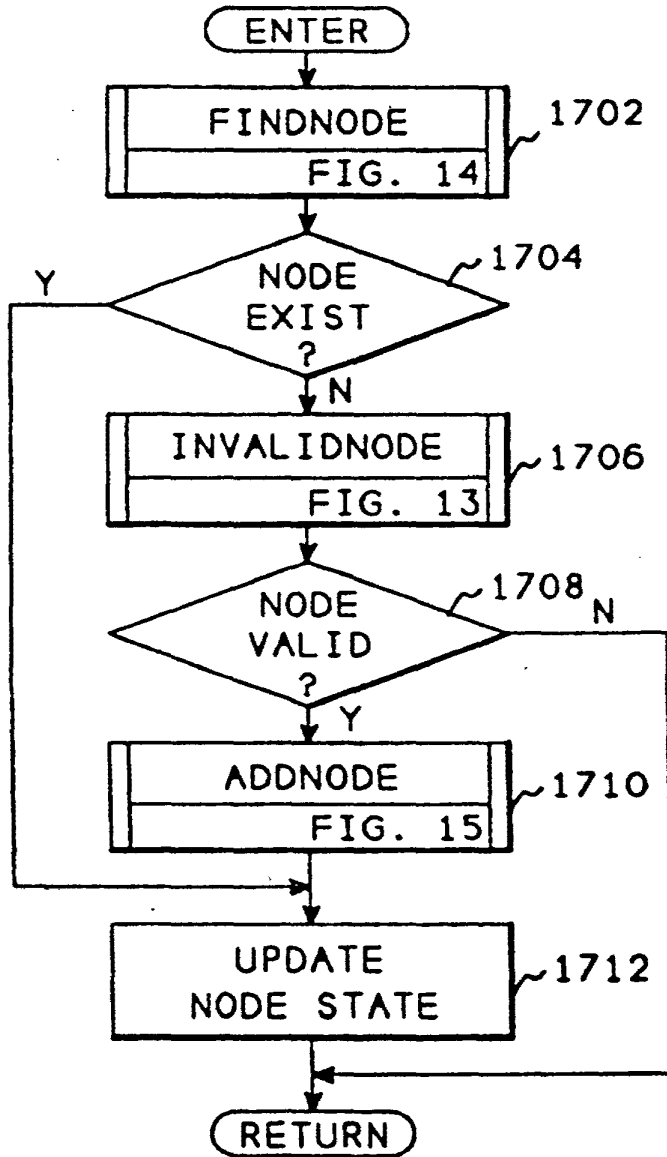 ENTER
FINDNODE
1702
FIG. 14
1704
Y
NODE
EXIST
?
N
INVALIDNODE
1706
FIG. 13
1708
NODE
N
VALID
?
Y
ADDNODE
1710
FIG. 15
UPDATE
1712
NODE STATE
RETURN